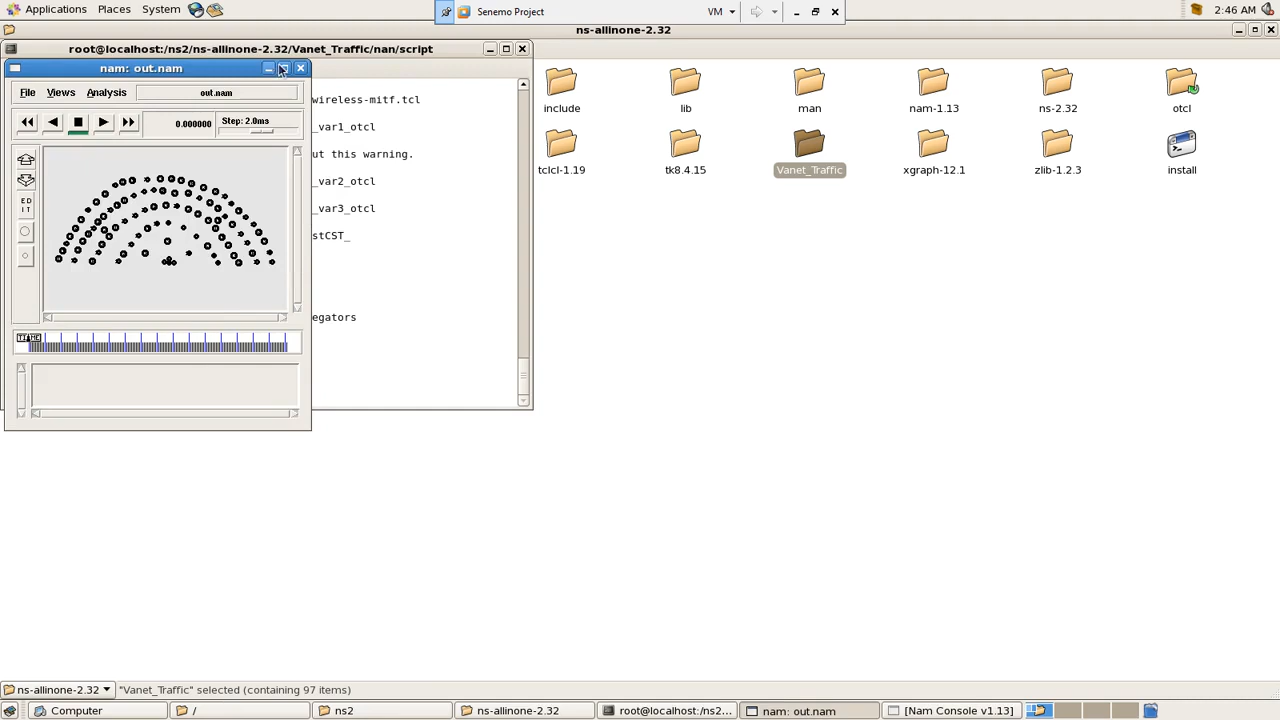 Applications Places System
Senemo Project
VM
2:46 AM
ns-allinone-2.32
root@localhost:/ns2/ns-allinone-2.32/Vanet_Traffic/nan/script
nam: out.nam
File Views Analysis out.nam
0.000000 Step: 2.0ms
ED
IT
TIME
wireless-mitf.tcl
_var1_otcl
ut this warning.
_var2_otcl
_var3_otcl
stCST_
egators
include
lib
man
nam-1.13
ns-2.32
otcl
tclcl-1.19
tk8.4.15
Vanet_Traffic
xgraph-12.1
zlib-1.2.3
install
ns-allinone-2.32 "Vanet_Traffic" selected (containing 97 items)
Computer
/
ns2
ns-allinone-2.32
root@localhost:/ns2...
nam: out.nam
[Nam Console v1.13]